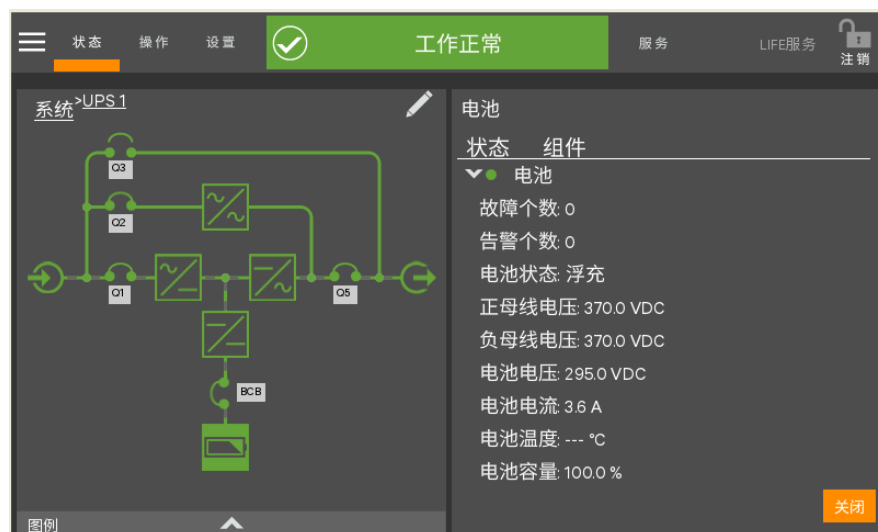 状态 操作 设置 工作正常 服务 LIFE服务 注销
系统>UPS 1
Q3
Q2
Q1
Q5
BCB
图例
电池
状态 组件
电池
故障个数: 0
告警个数: 0
电池状态: 浮充
正母线电压: 370.0 VDC
负母线电压: 370.0 VDC
电池电压: 295.0 VDC
电池电流: 3.6 A
电池温度: --- °C
电池容量: 100.0 %
关闭